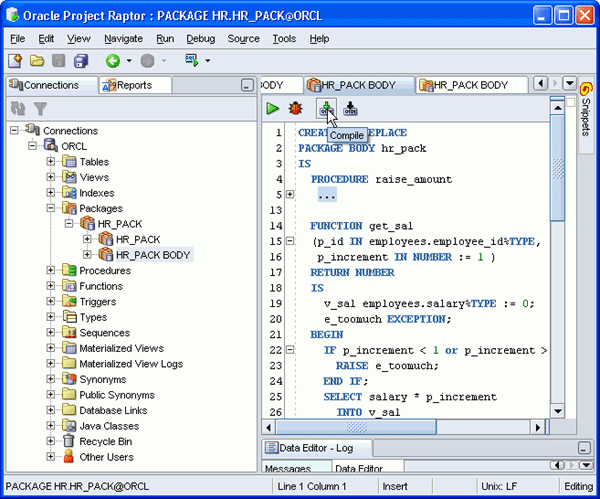 Oracle Project Raptor : PACKAGE HR.HR_PACK@ORCL
File Edit View Navigate Run Debug Source Tools Help
Connections Reports
BODY HR_PACK BODY HR_PACK BODY
Snippets
Compile
Connections
ORCL
Tables
Views
Indexes
Packages
HR_PACK
HR_PACK
HR_PACK BODY
Procedures
Functions
Triggers
Types
Sequences
Materialized Views
Materialized View Logs
Synonyms
Public Synonyms
Database Links
Java Classes
Recycle Bin
Other Users
1 CREATE REPLACE
2 PACKAGE BODY hr_pack
3 IS
4 PROCEDURE raise_amount
5 ...
13
14 FUNCTION get_sal
15 (p_id IN employees.employee_id%TYPE,
16 p_increment IN NUMBER := 1 )
17 RETURN NUMBER
18 IS
19 v_sal employees.salary%TYPE := 0;
20 e_toomuch EXCEPTION;
21 BEGIN
22 IF p_increment < 1 or p_increment >
23 RAISE e_toomuch;
24 END IF;
25 SELECT salary * p_increment
26 INTO v_sal
Data Editor - Log
Messages Data Editor
PACKAGE HR.HR_PACK@ORCL Line 1 Column 1 Insert Unix: LF Editing